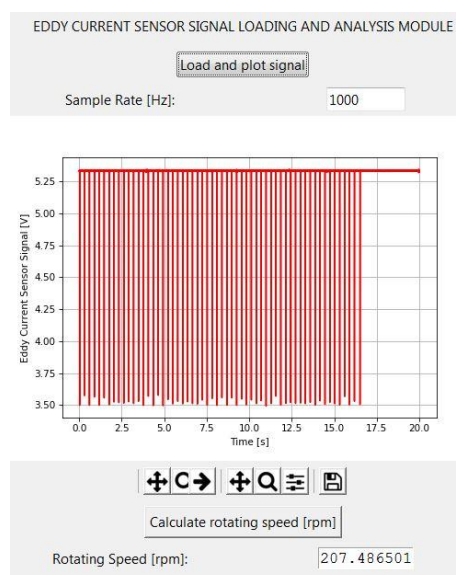 EDDY CURRENT SENSOR SIGNAL LOADING AND ANALYSIS MODULE
Load and plot signal
Sample Rate [Hz]: 1000
Eddy Current Sensor Signal [V]
5.25
5.00
4.75
4.50
4.25
4.00
3.75
3.50
0.0 2.5 5.0 7.5 10.0 12.5 15.0 17.5 20.0
Time [s]
Calculate rotating speed [rpm]
Rotating Speed [rpm]: 207.486501